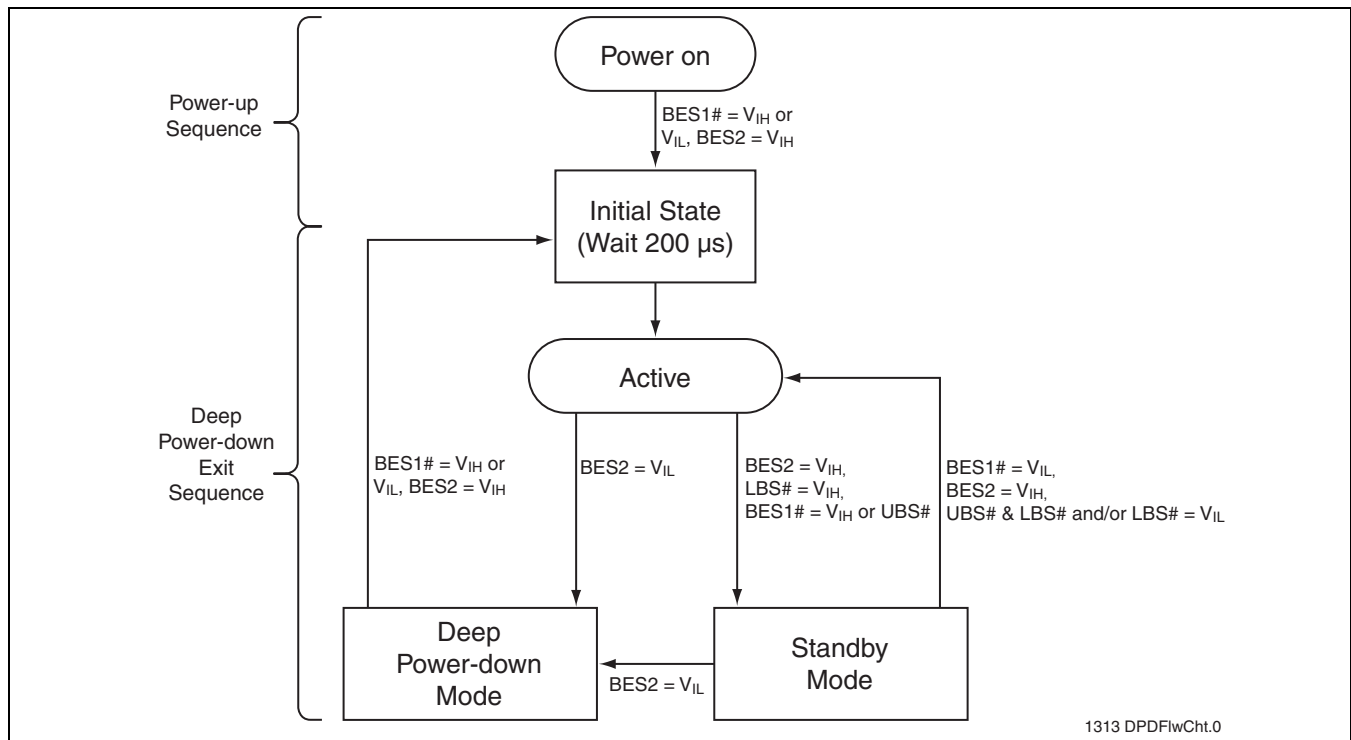 Power on
Power-up
Sequence
BES1# = VIH or
VIL, BES2 = VIH
Initial State
(Wait 200 µs)
Active
Deep
Power-down
Exit
Sequence
BES1# = VIH or
VIL, BES2 = VIH
BES2 = VIL
BES2 = VIH,
LBS# = VIH,
BES1# = VIH or UBS#
BES1# = VIL,
BES2 = VIH,
UBS# & LBS# and/or LBS# = VIL
Deep
Power-down
Mode
BES2 = VIL
Standby
Mode
1313 DPDFlwCht.0